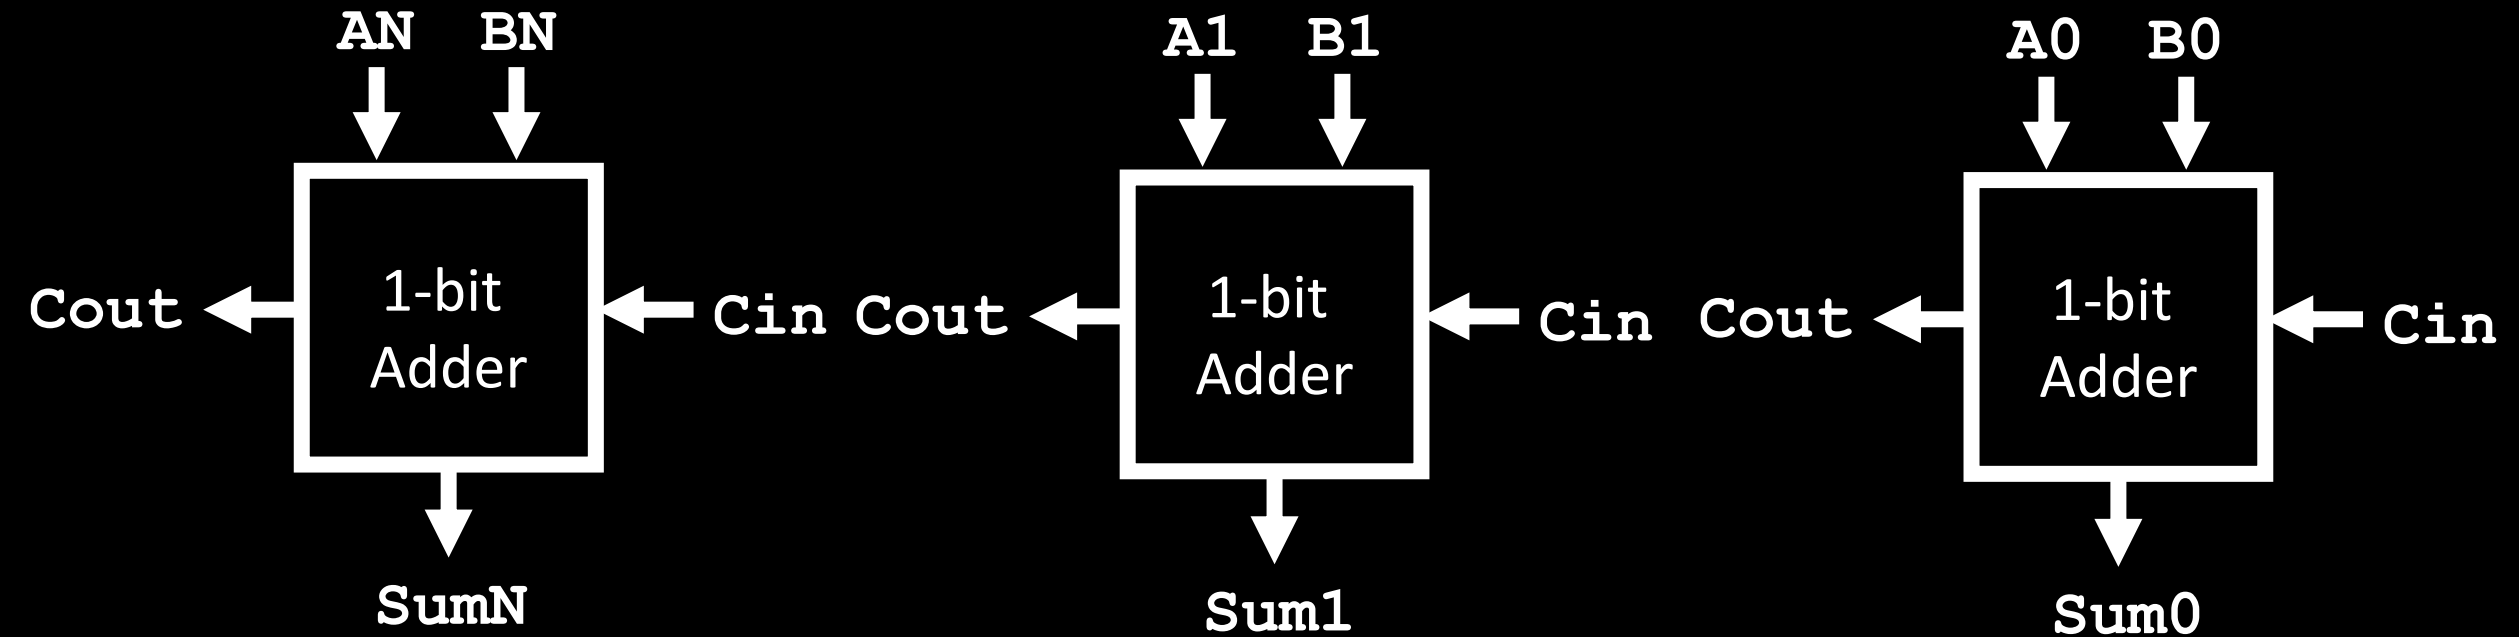 AN BN A1 B1 A0 B0
Cout 1-bit Adder Cin Cout 1-bit Adder Cin Cout 1-bit Adder Cin
SumN Sum1 Sum0